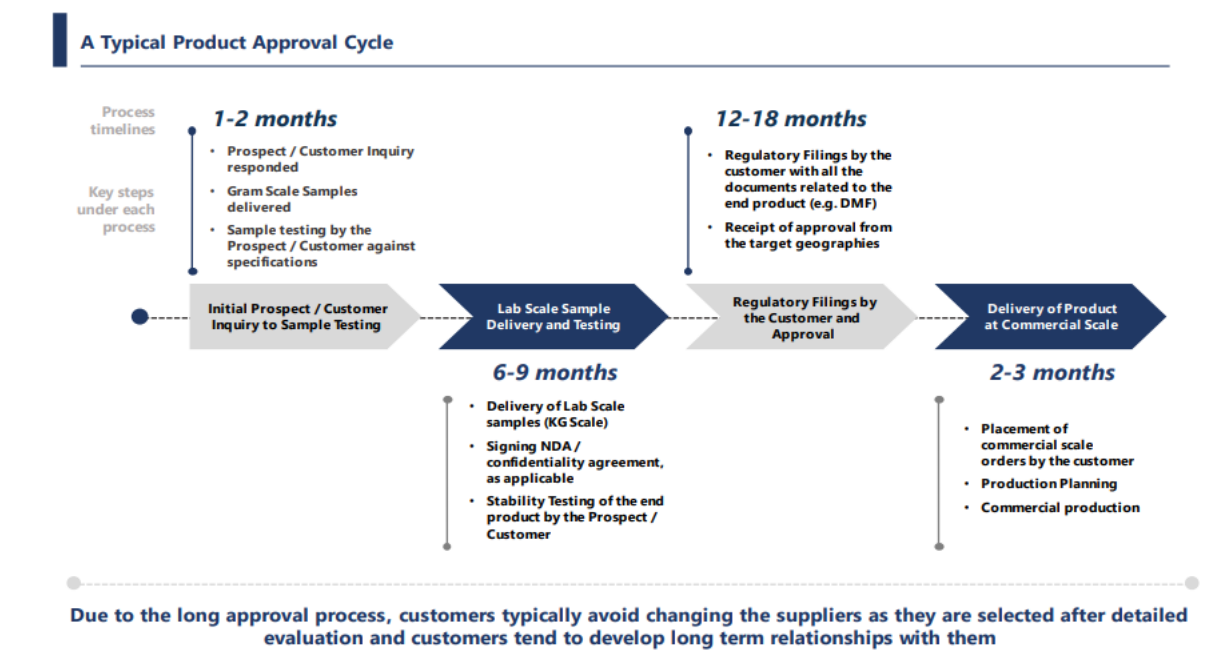 A Typical Product Approval Cycle
Process
timelines
Key steps
under each
process
1-2 months
• Prospect / Customer Inquiry
responded
• Gram Scale Samples
delivered
• Sample testing by the
Prospect / Customer against
specifications
12-18 months
• Regulatory Filings by the
customer with all the
documents related to the
end product (e.g. DMF)
• Receipt of approval from
the target geographies
Initial Prospect / Customer
Inquiry to Sample Testing
Lab Scale Sample
Delivery and Testing
Regulatory Filings by
the Customer and
Approval
Delivery of Product
at Commercial Scale
6-9 months
• Delivery of Lab Scale
samples (KG Scale)
• Signing NDA /
confidentiality agreement,
as applicable
• Stability Testing of the end
product by the Prospect /
Customer
2-3 months
• Placement of
commercial scale
orders by the customer
• Production Planning
• Commercial production
Due to the long approval process, customers typically avoid changing the suppliers as they are selected after detailed
evaluation and customers tend to develop long term relationships with them